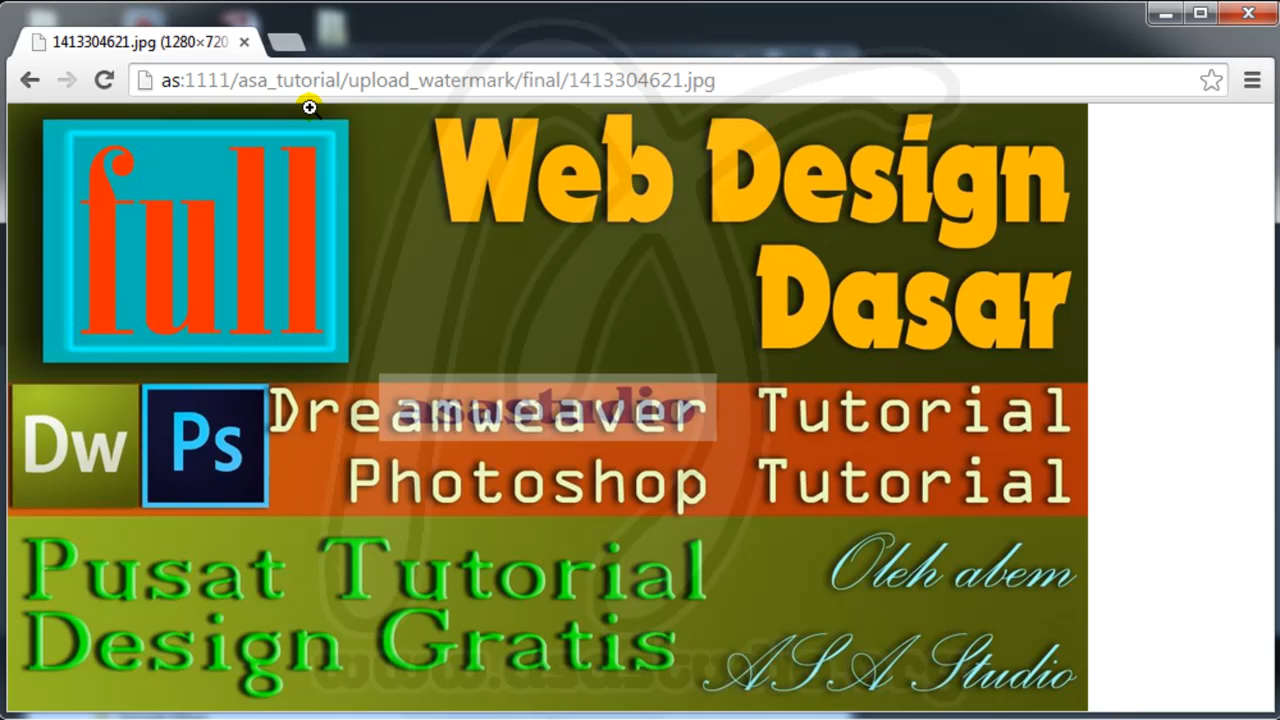 1413304621.jpg (1280×720
as:1111/asa_tutorial/upload_watermark/final/1413304621.jpg
full
Web Design
Dasar
Dw
Ps
Dreamweaver Tutorial
asastudio
Photoshop Tutorial
Pusat Tutorial
Design Gratis
Oleh abem
ASA Studio